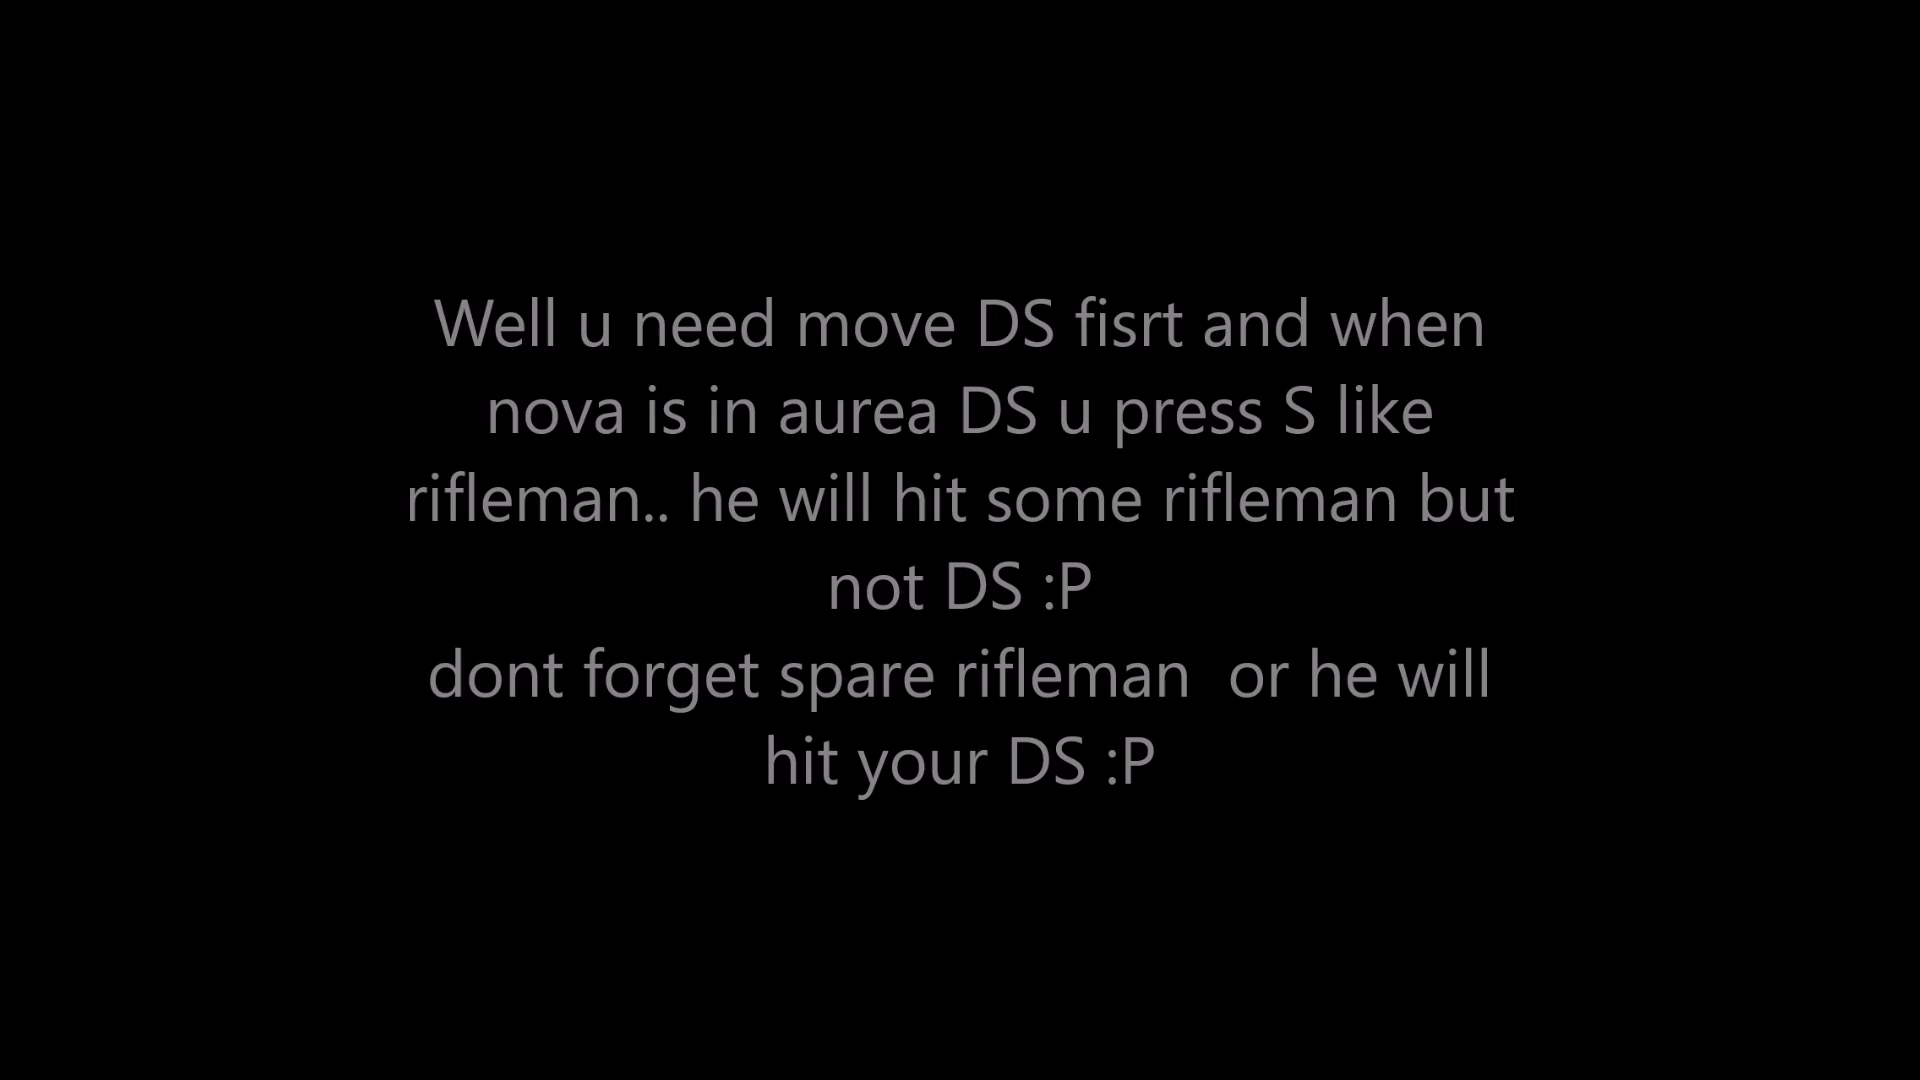 Well u need move DS fisrt and when
nova is in aurea DS u press S like
rifleman.. he will hit some rifleman but
not DS :P
dont forget spare rifleman  or he will
hit your DS :P